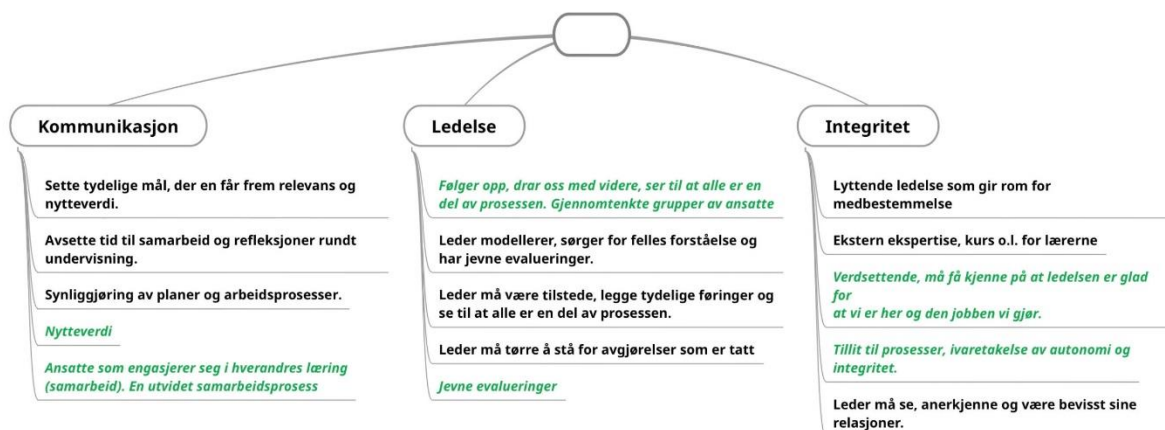 Kommunikasjon
Sette tydelige mål, der en får frem relevans og
nytteverdi.
Avsette tid til samarbeid og refleksjoner rundt
undervisning.
Synliggjøring av planer og arbeidsprosesser.
Nytteverdi
Ansatte som engasjerer seg i hverandres læring
(samarbeid). En utvidet samarbeidsprosess
Ledelse
Følger opp, drar oss med videre, ser til at alle er en
del av prosessen. Gjennomtenkte grupper av ansatte
Leder modellerer, sørger for felles forståelse og
har jevne evalueringer.
Leder må være tilstede, legge tydelige føringer og
se til at alle er en del av prosessen.
Leder må tørre å stå for avgjørelser som er tatt
Jevne evalueringer
Integritet
Lyttende ledelse som gir rom for
medbestemmelse
Ekstern ekspertise, kurs o.l. for lærerne
Verdsettende, må få kjenne på at ledelsen er glad
for
at vi er her og den jobben vi gjør.
Tillit til prosesser, ivaretakelse av autonomi og
integritet.
Leder må se, anerkjenne og være bevisst sine
relasjoner.